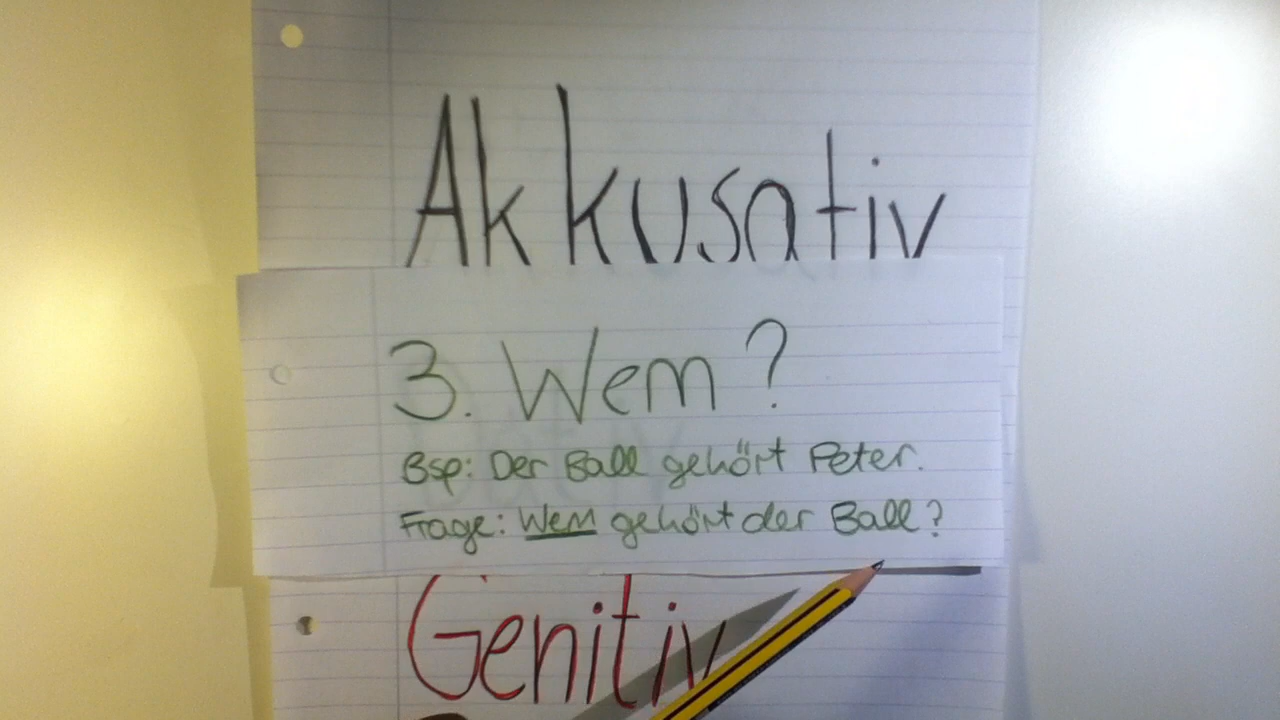 Akkusativ
3. Wem?
Bsp: Der Ball gehört Peter.
Frage: Wem gehört der Ball?
Genitiv